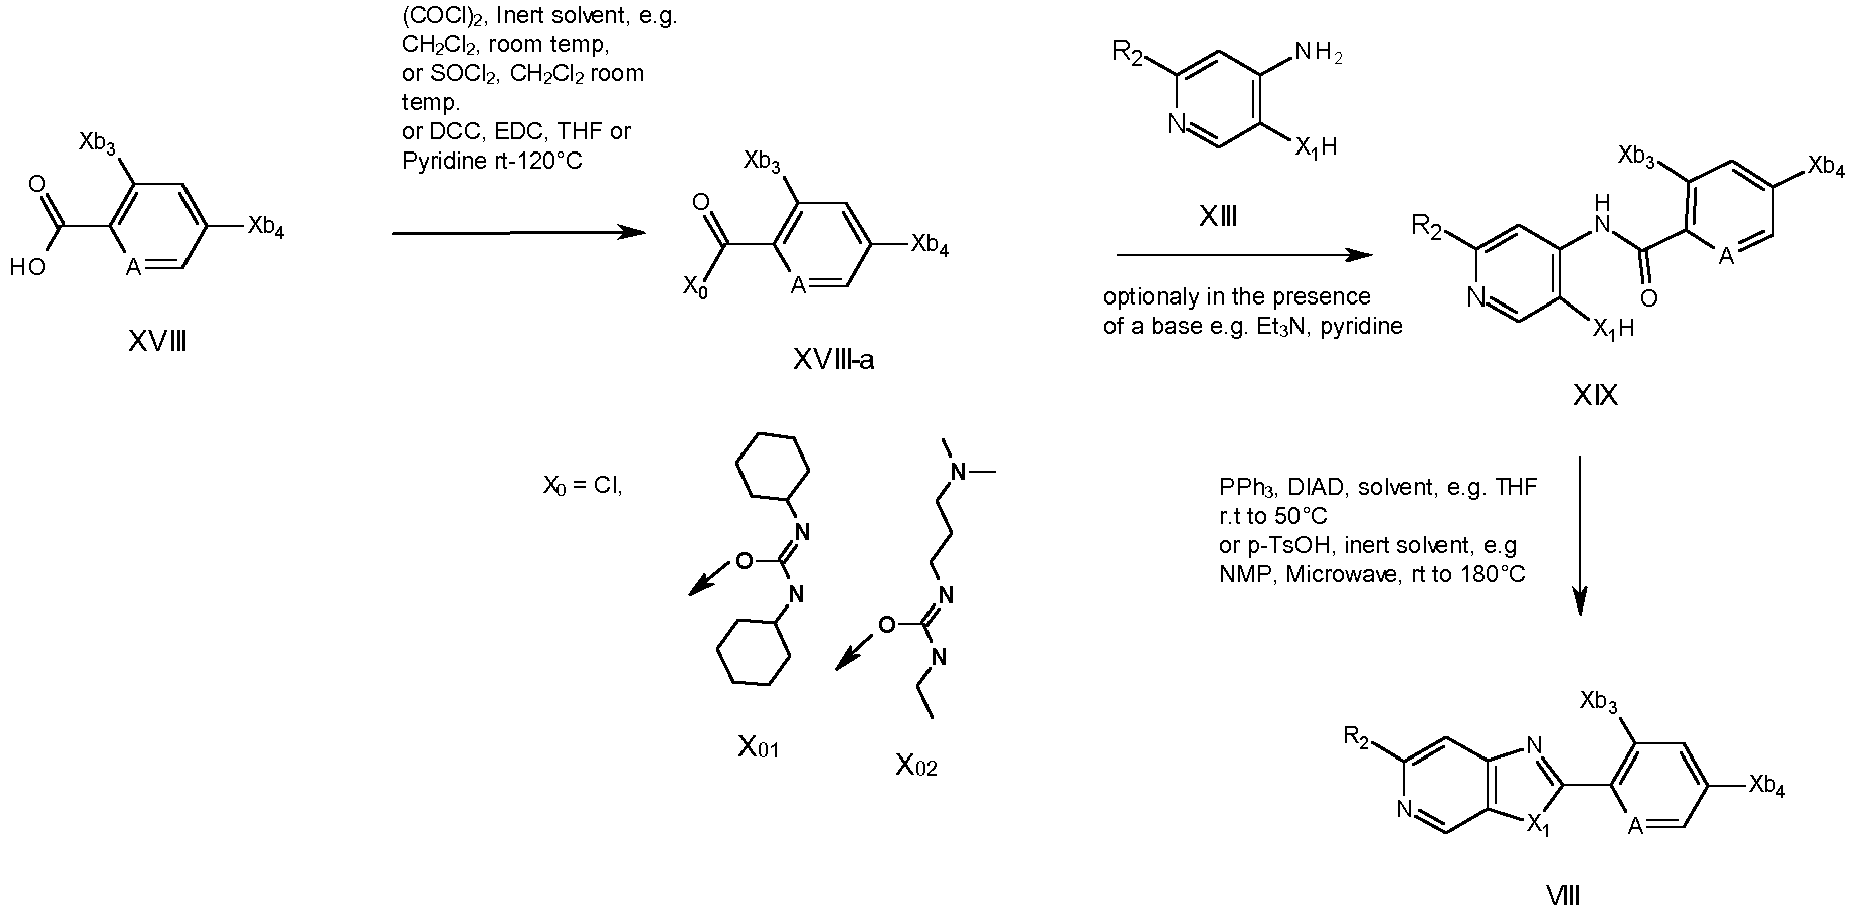 (COCl)2, Inert solvent, e.g.
CH2Cl2, room temp,
or SOCl2, CH2Cl2 room
temp.
or DCC, EDC, THF or
Pyridine rt-120°C
Xb3
O
HO
A
Xb4
XVIII
Xb3
O
X0
A
Xb4
XVIII-a
R2
NH2
N
X1H
XIII
optionaly in the presence
of a base e.g. Et3N, pyridine
Xb3
Xb4
H
N
R2
A
N
O
X1H
XIX
X0 = Cl,
N
O
N
X01
N
N
O
N
X02
PPh3, DIAD, solvent, e.g. THF
r.t to 50°C
or p-TsOH, inert solvent, e.g
NMP, Microwave, rt to 180°C
Xb3
R2
N
Xb4
N
X1
A
VIII